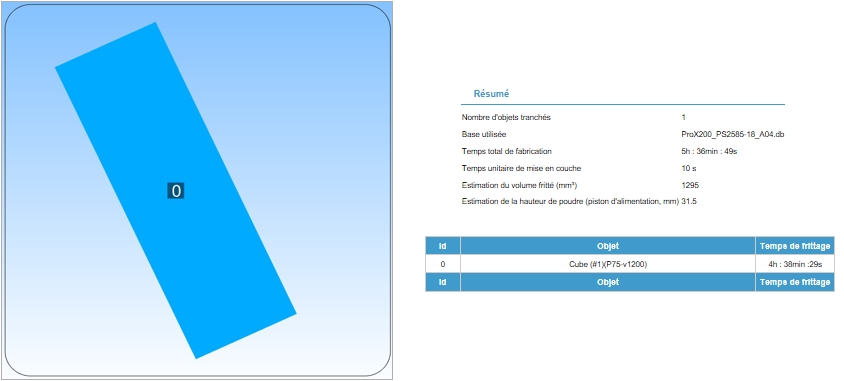 0
Résumé
Nombre d'objets tranchés 1
Base utilisée ProX200_PS2585-18_A04.db
Temps total de fabrication 5h : 36min : 49s
Temps unitaire de mise en couche 10 s
Estimation du volume fritté (mm³) 1295
Estimation de la hauteur de poudre (piston d'alimentation, mm) 31.5
Id Objet Temps de frittage
0 Cube (#1)(P75-v1200) 4h : 38min :29s
Id Objet Temps de frittage